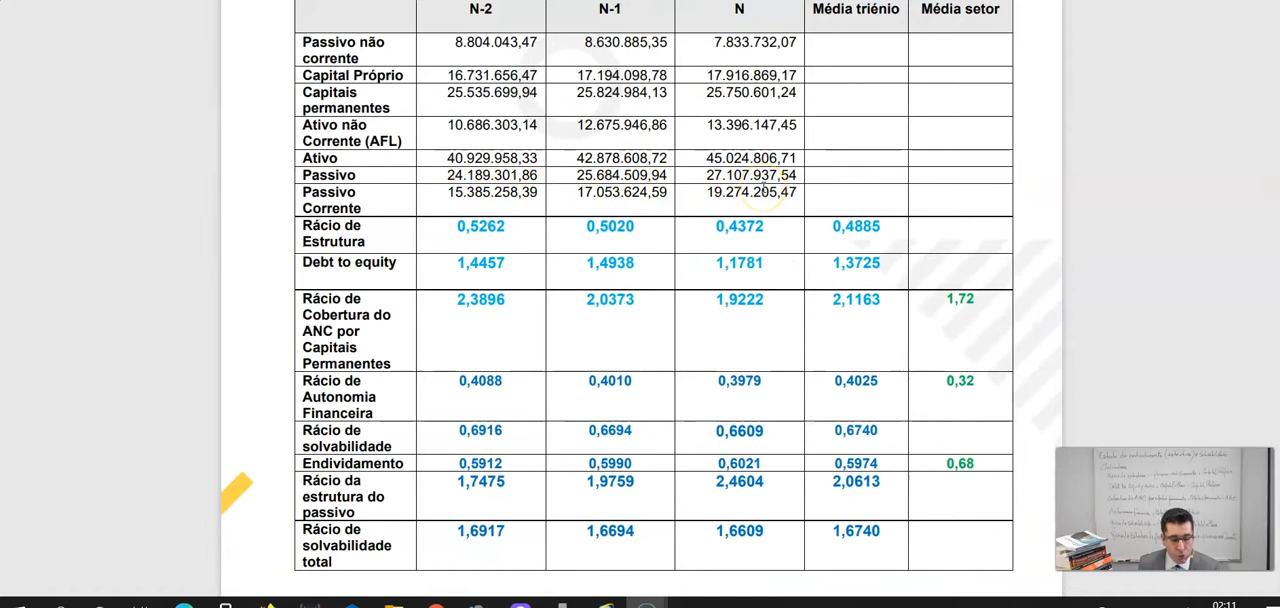 N-2 N-1 N Média triénio Média setor
Passivo não 8.804.043,47 8.630.885,35 7.833.732,07
corrente
Capital Próprio 16.731.656,47 17.194.098,78 17.916.869,17
Capitais 25.535.699,94 25.824.984,13 25.750.601,24
permanentes
Ativo não 10.686.303,14 12.675.946,86 13.396.147,45
Corrente (AFL)
Ativo 40.929.958,33 42.878.608,72 45.024.806,71
Passivo 24.189.301,86 25.684.509,94 27.107.937,54
Passivo 15.385.258,39 17.053.624,59 19.274.205,47
Corrente
Rácio de 0,5262 0,5020 0,4372 0,4885
Estrutura
Debt to equity 1,4457 1,4938 1,1781 1,3725
Rácio de 2,3896 2,0373 1,9222 2,1163 1,72
Cobertura do
ANC por
Capitais
Permanentes
Rácio de 0,4088 0,4010 0,3979 0,4025 0,32
Autonomia
Financeira
Rácio de 0,6916 0,6694 0,6609 0,6740
solvabilidade
Endividamento 0,5912 0,5990 0,6021 0,5974 0,68
Rácio da 1,7475 1,9759 2,4604 2,0613
estrutura do
passivo
Rácio de 1,6917 1,6694 1,6609 1,6740
solvabilidade
total
02:11